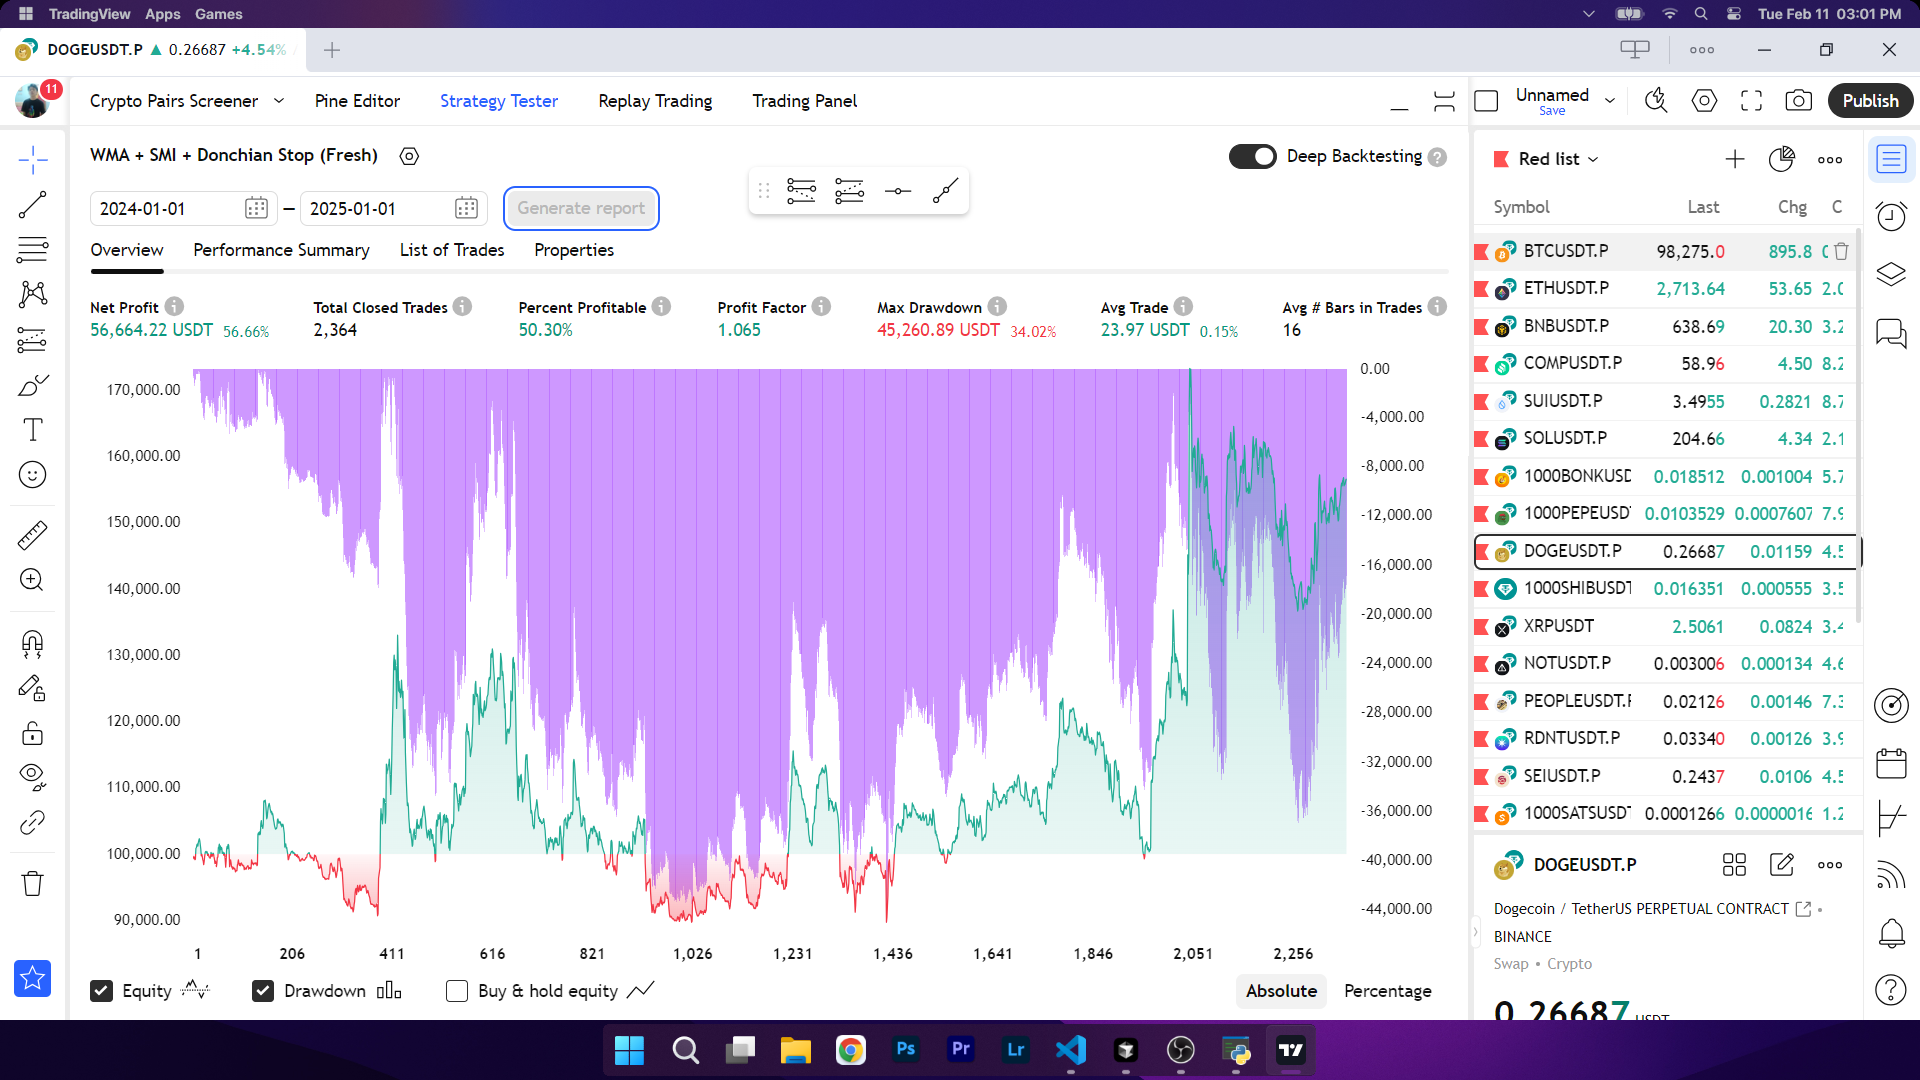 TradingView Apps Games Tue Feb 11 03:01 PM
DOGEUSDT.P ▲ 0.26687 +4.54%
11
Crypto Pairs Screener Pine Editor Strategy Tester Replay Trading Trading Panel
Unnamed
Save
Publish
WMA + SMI + Donchian Stop (Fresh)
Deep Backtesting
2024-01-01 — 2025-01-01 Generate report
Overview Performance Summary List of Trades Properties
Net Profit Total Closed Trades Percent Profitable Profit Factor Max Drawdown Avg Trade Avg # Bars in Trades
56,664.22 USDT 56.66% 2,364 50.30% 1.065 45,260.89 USDT 34.02% 23.97 USDT 0.15% 16
170,000.00
160,000.00
150,000.00
140,000.00
130,000.00
120,000.00
110,000.00
100,000.00
90,000.00
0.00
-4,000.00
-8,000.00
-12,000.00
-16,000.00
-20,000.00
-24,000.00
-28,000.00
-32,000.00
-36,000.00
-40,000.00
-44,000.00
1 206 411 616 821 1,026 1,231 1,436 1,641 1,846 2,051 2,256
Equity Drawdown Buy & hold equity Absolute Percentage
Red list
Symbol Last Chg C
BTCUSDT.P 98,275.0 895.8
ETHUSDT.P 2,713.64 53.65 2.0
BNBUSDT.P 638.69 20.30 3.2
COMPUSDT.P 58.96 4.50 8.2
SUIUSDT.P 3.4955 0.2821 8.7
SOLUSDT.P 204.66 4.34 2.1
1000BONKUSD 0.018512 0.001004 5.7
1000PEPEUSDT 0.0103529 0.0007607 7.9
DOGEUSDT.P 0.26687 0.01159 4.5
1000SHIBUSDT 0.016351 0.000555 3.5
XRPUSDT 2.5061 0.0824 3.4
NOTUSDT.P 0.003006 0.000134 4.6
PEOPLEUSDT.P 0.02126 0.00146 7.3
RDNTUSDT.P 0.03340 0.00126 3.9
SEIUSDT.P 0.2437 0.0106 4.5
1000SATSUSDT 0.0001266 0.0000016 1.2
DOGEUSDT.P
Dogecoin / TetherUS PERPETUAL CONTRACT •
BINANCE
Swap • Crypto
0.26687 USDT
Ps Pr Lr